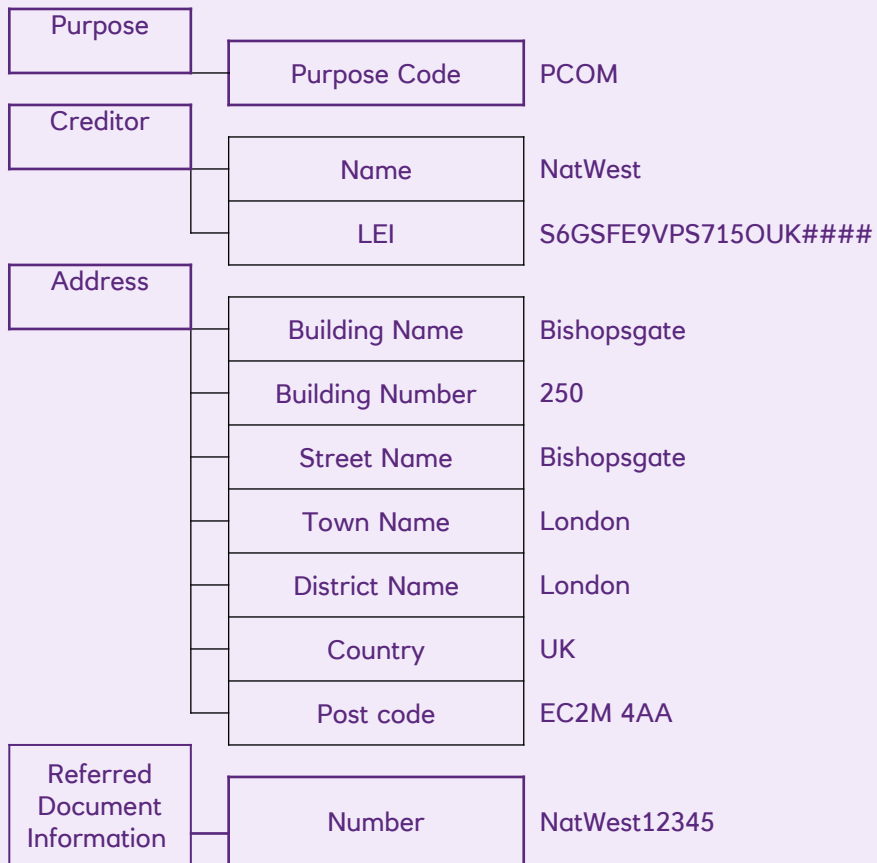 Purpose
Purpose Code PCOM
Creditor
Name NatWest
LEI S6GSFE9VPS715OUK####
Address
Building Name Bishopsgate
Building Number 250
Street Name Bishopsgate
Town Name London
District Name London
Country UK
Post code EC2M 4AA
Referred
Document
Information
Number NatWest12345